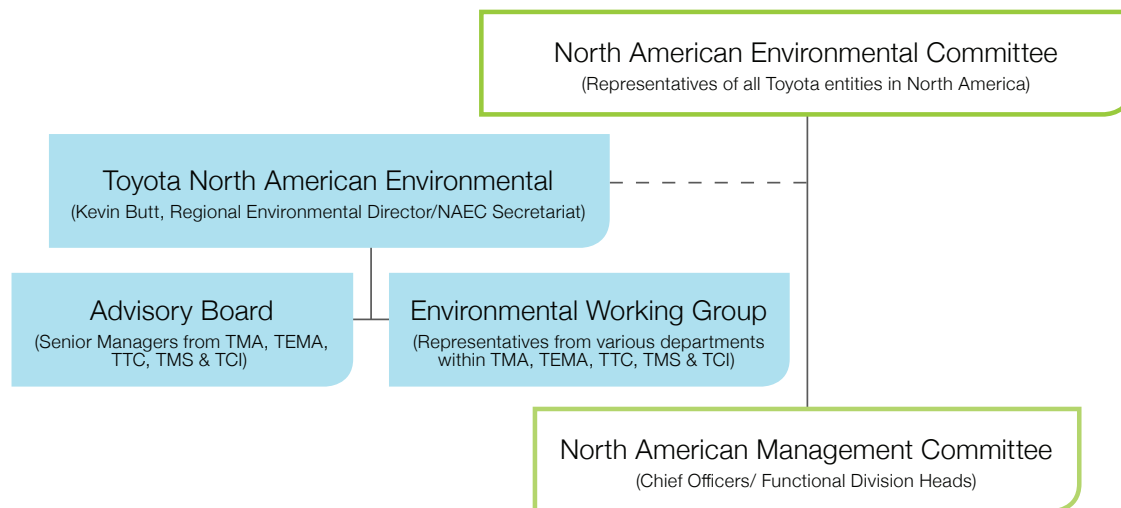 North American Environmental Committee
(Representatives of all Toyota entities in North America)
Toyota North American Environmental
(Kevin Butt, Regional Environmental Director/NAEC Secretariat)
Advisory Board
(Senior Managers from TMA, TEMA,
TTC, TMS & TCI)
Environmental Working Group
(Representatives from various departments
within TMA, TEMA, TTC, TMS & TCI)
North American Management Committee
(Chief Officers/ Functional Division Heads)